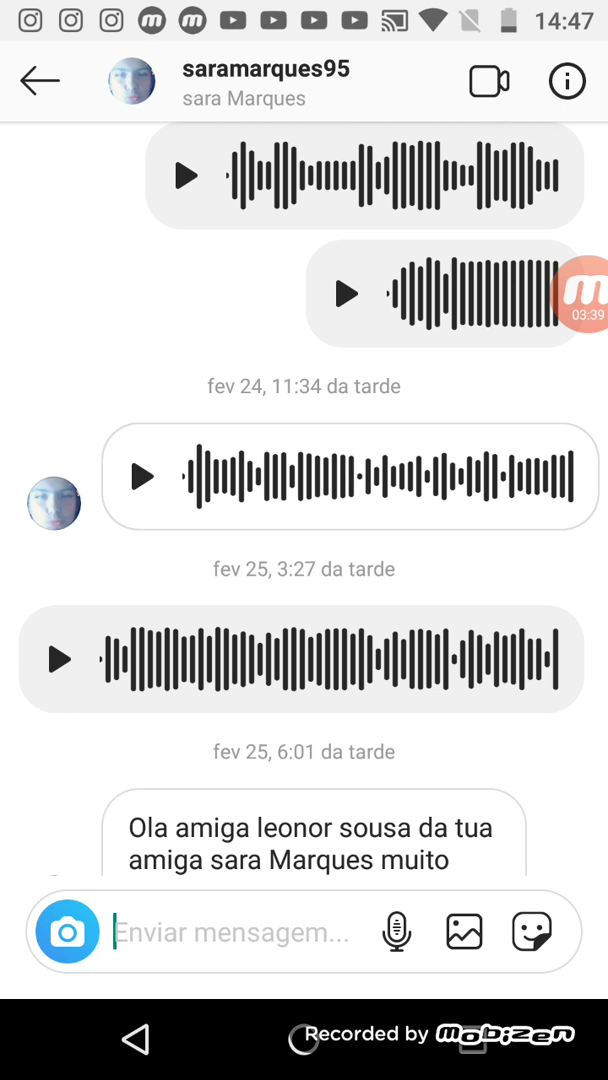 14:47
saramarques95
sara Marques
03:39
fev 24, 11:34 da tarde
fev 25, 3:27 da tarde
fev 25, 6:01 da tarde
Ola amiga leonor sousa da tua
amiga sara Marques muito
Enviar mensagem...
Recorded by Mobizen